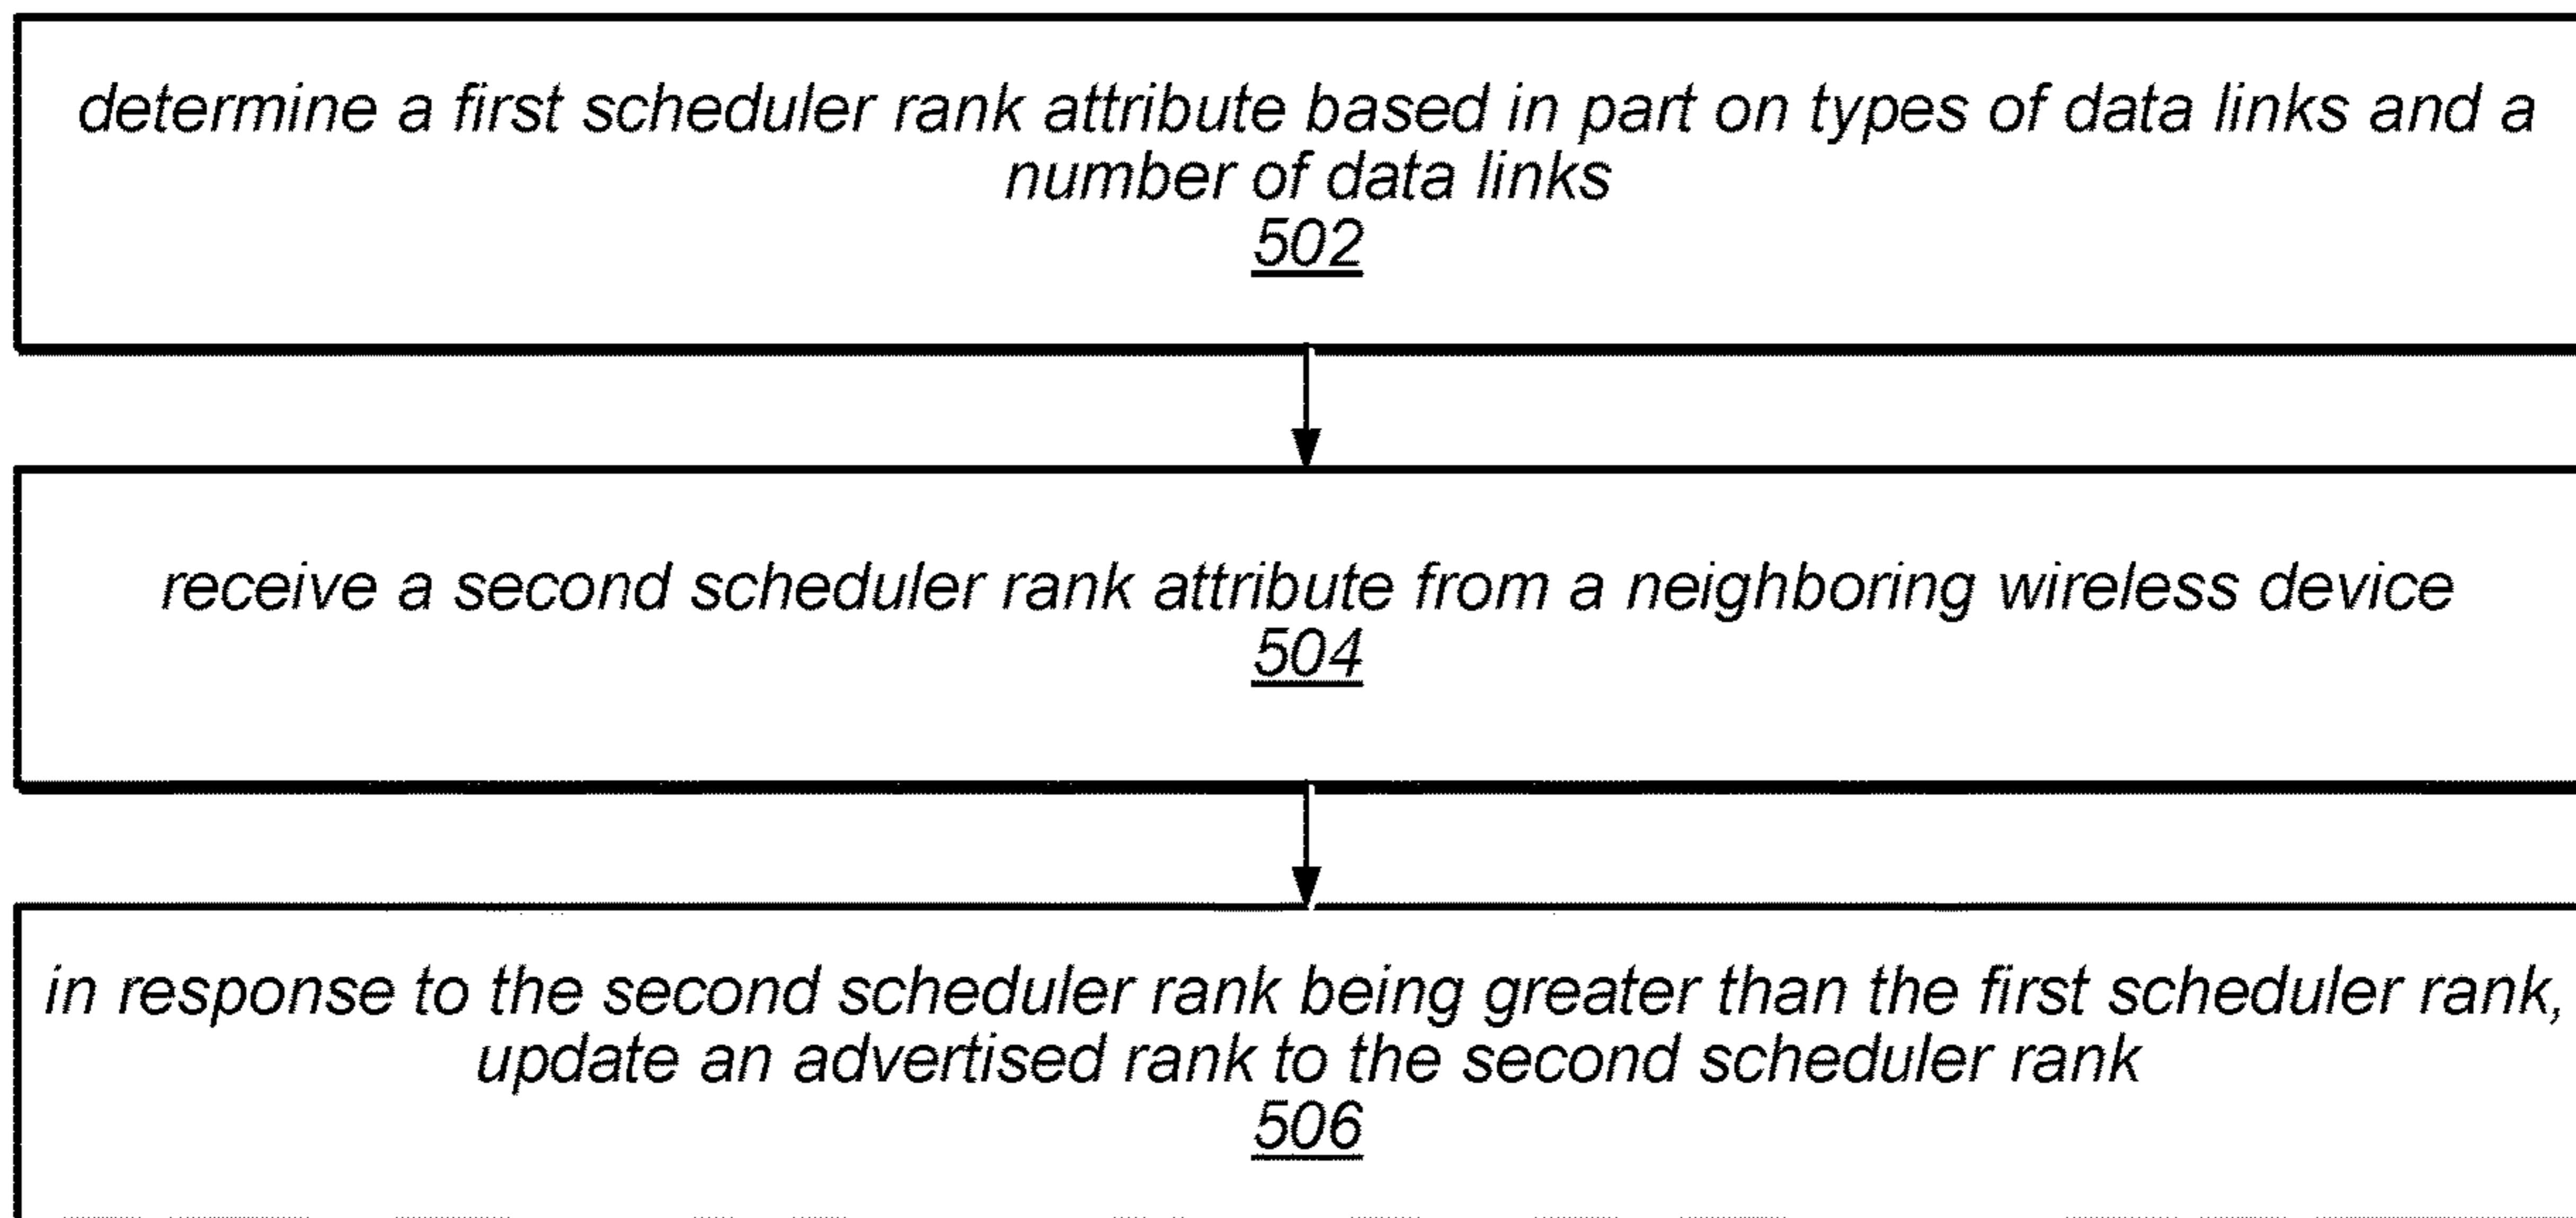 determine a first scheduler rank attribute based in part on types of data links and a
number of data links
502
receive a second scheduler rank attribute from a neighboring wireless device
504
in response to the second scheduler rank being greater than the first scheduler rank,
update an advertised rank to the second scheduler rank
506